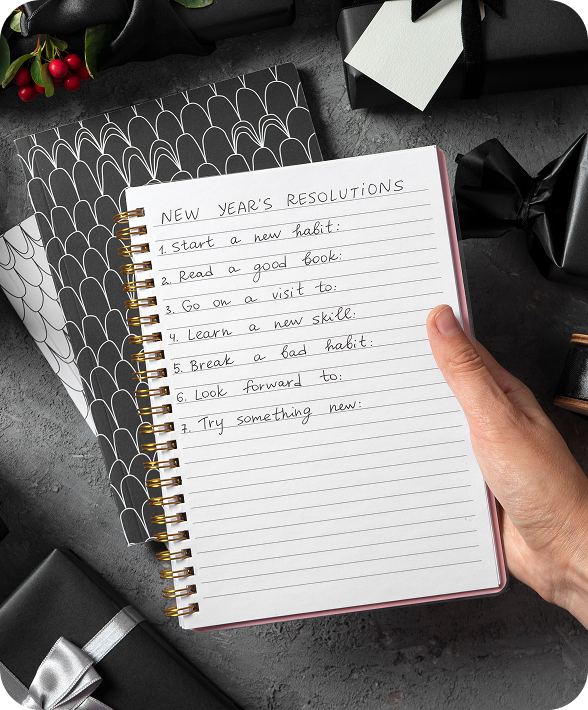 NEW YEAR'S RESOLUTIONS
1. Start a new habit:
2. Read a good book:
3. Go on a visit to:
4. Learn a new skill:
5. Break a bad habit:
6. Look forward to:
7. Try something new: